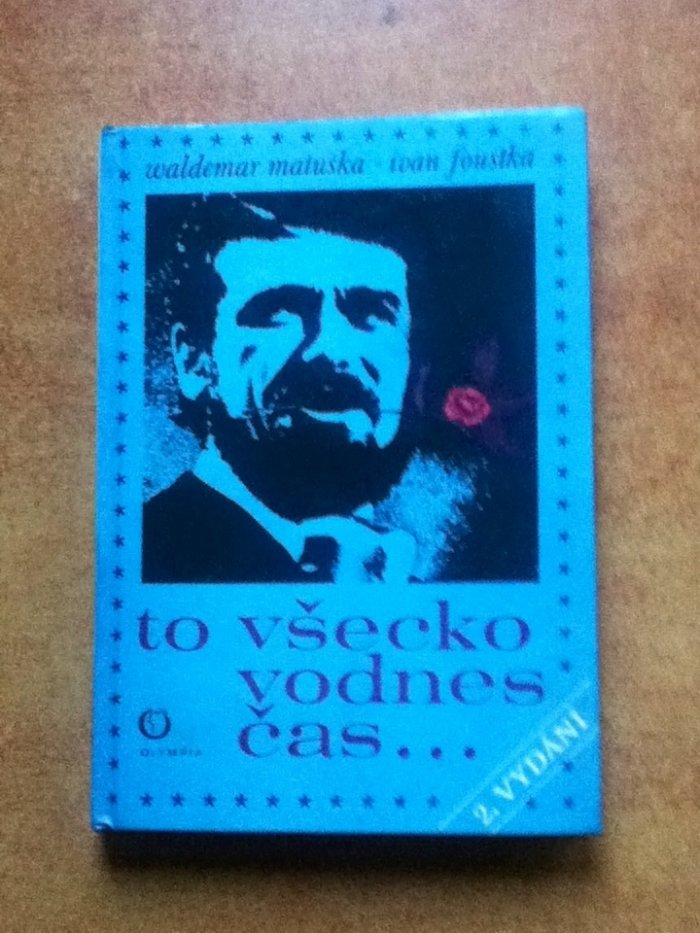 waldemar matuška · ivan foustka
to všecko
vodnes
čas...
OLYMPIA
2. VYDÁNÍ